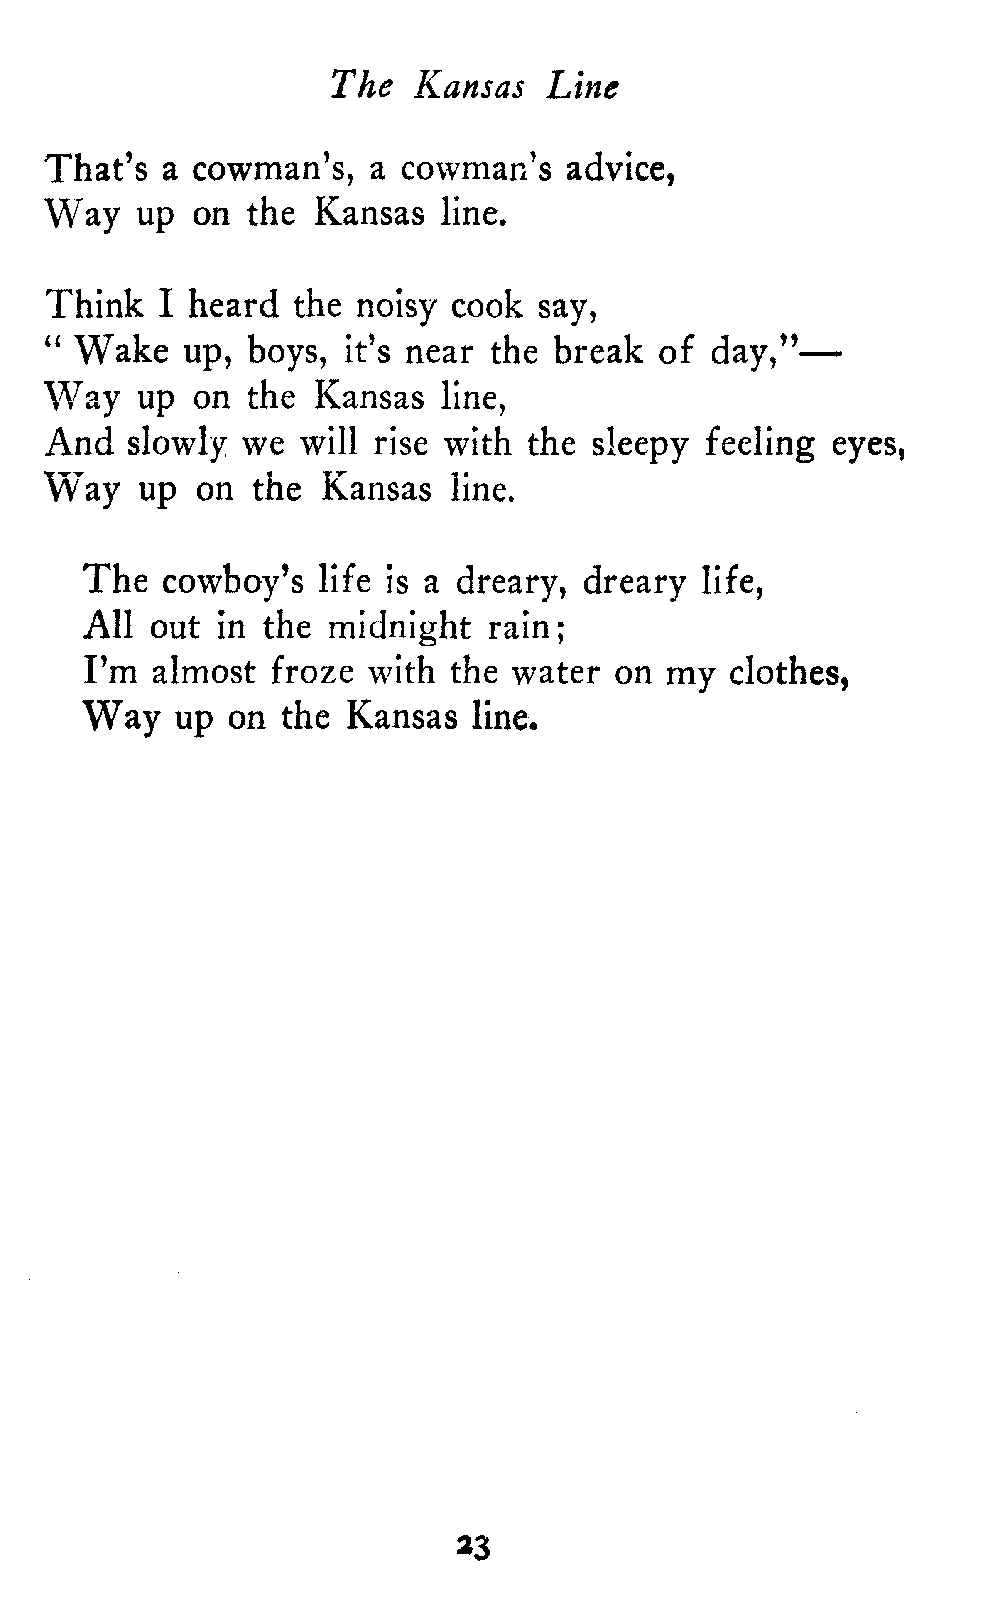 The Kansas Line
That's a cowman's, a cowman's advice,
Way up on the Kansas line.
Think I heard the noisy cook say,
“ Wake up, boys, it's near the break of day,”—
Way up on the Kansas line,
And slowly we will rise with the sleepy feeling eyes,
Way up on the Kansas line.
The cowboy's life is a dreary, dreary life,
All out in the midnight rain;
I'm almost froze with the water on my clothes,
Way up on the Kansas line.
23